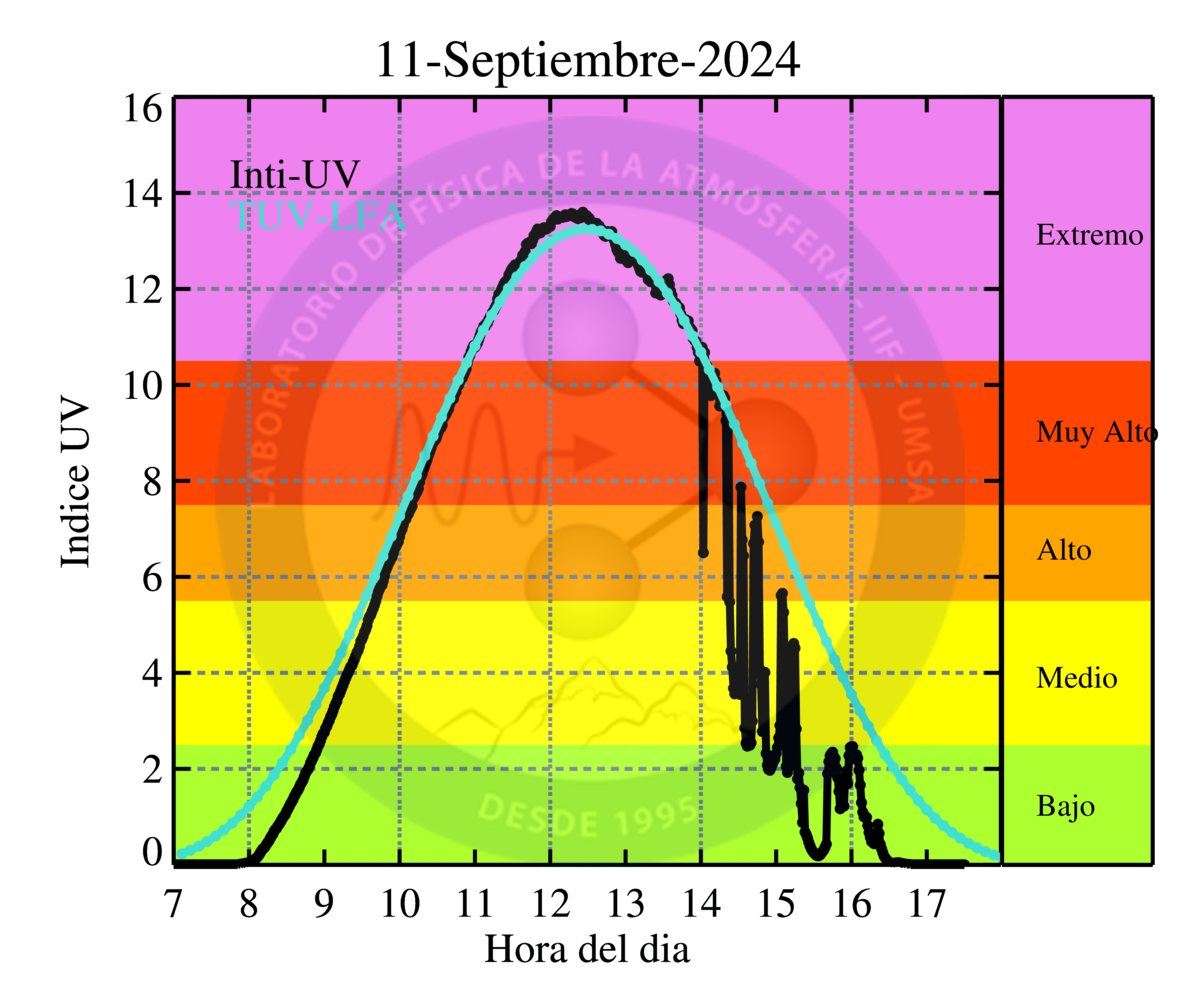 11-Septiembre-2024
16
14
12
10
8
6
4
2
0
Indice UV
Inti-UV
TUV-LFA
LABORATORIO DE FÍSICA DE LA ATMÓSFERA - IIF - UMSA
DESDE 1995
Extremo
Muy Alto
Alto
Medio
Bajo
7 8 9 10 11 12 13 14 15 16 17
Hora del dia